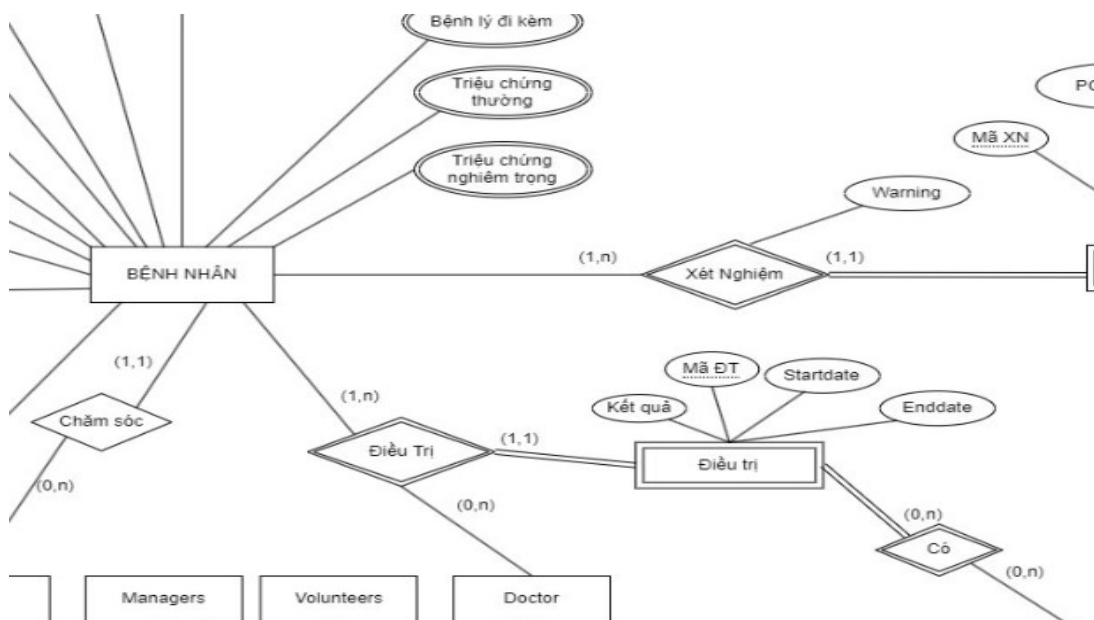 Bệnh lý đi kèm
Triệu chứng
thường
PC
Mã XN
Triệu chứng
nghiêm trọng
Warning
BỆNH NHÂN
(1,n)
Xét Nghiệm
(1,1)
(1,1)
Mã ĐT
Startdate
(1,n)
Kết quả
Enddate
Chăm sóc
Điều Trị
(1,1)
Điều trị
(0,n)
(0,n)
(0,n)
Có
(0,n)
Managers
Volunteers
Doctor